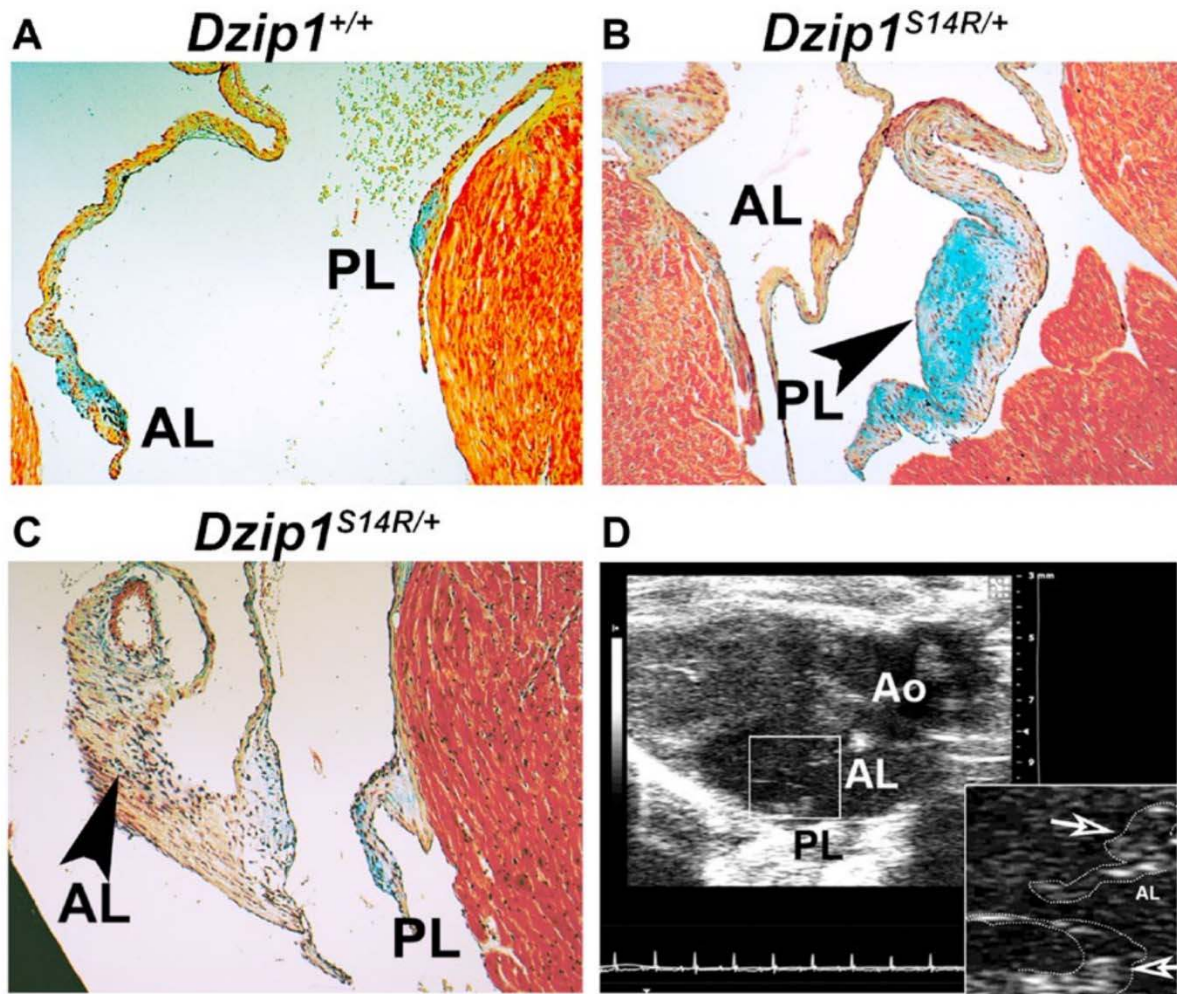 A Dzip1+/+
B Dzip1S14R/+
AL
PL
AL
PL
C Dzip1S14R/+
D
AL
PL
3 mm
5
7
9
Ao
AL
PL
AL